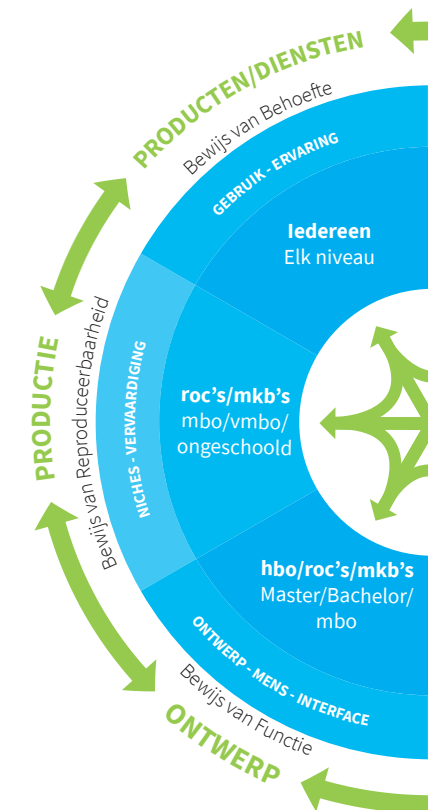 PRODUCTEN/DIENSTEN
Bewijs van Behoefte
GEBRUIK - ERVARING
Iedereen
Elk niveau
PRODUCTIE
Bewijs van Reproduceerbaarheid
NICHES - VERVAARDIGING
roc's/mkb's
mbo/vmbo/
ongeschoold
hbo/roc's/mkb's
Master/Bachelor/
mbo
ONTWERP - MENS - INTERFACE
Bewijs van Functie
ONTWERP